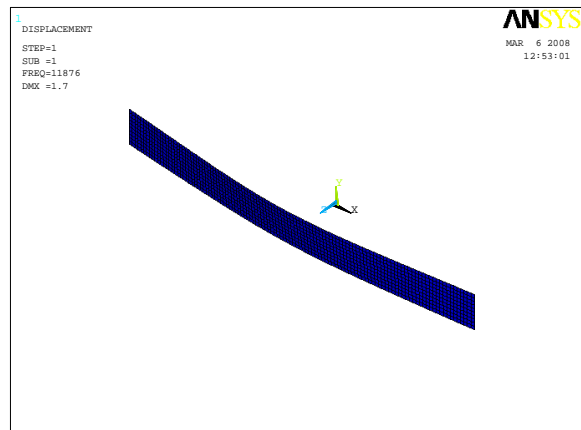 1
DISPLACEMENT
STEP=1
SUB =1
FREQ=11876
DMX =1.7
ANSYS
MAR  6 2008
12:53:01
Y
Z
X